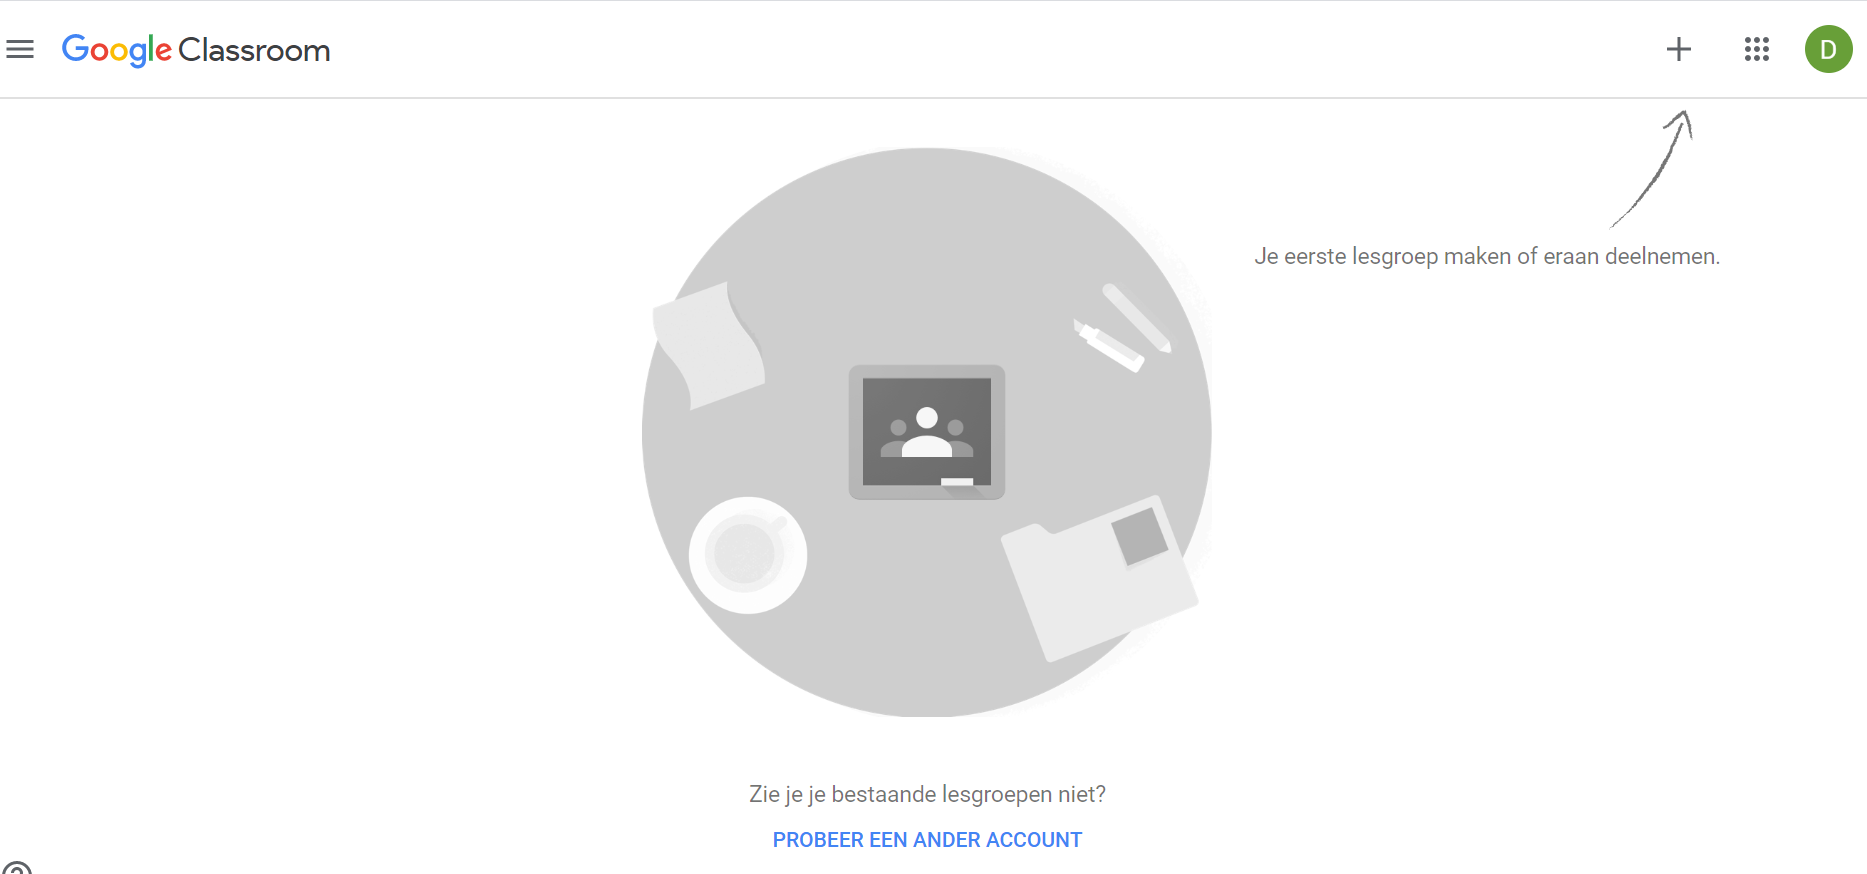 Google Classroom
D
Je eerste lesgroep maken of eraan deelnemen.
Zie je je bestaande lesgroepen niet?
PROBEER EEN ANDER ACCOUNT